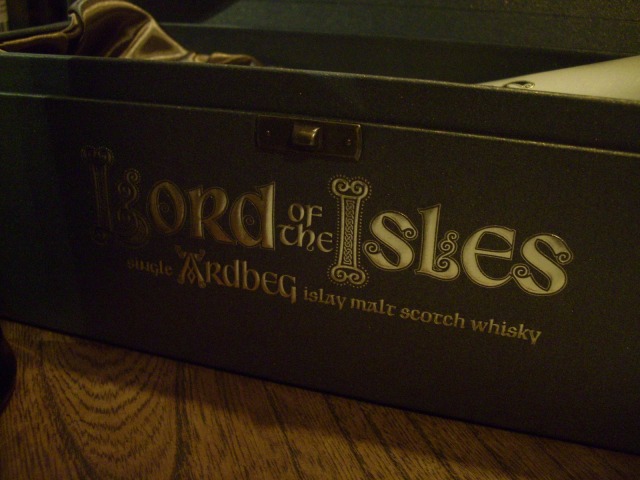 Lord of the Isles
single Ardbeg islay malt scotch whisky